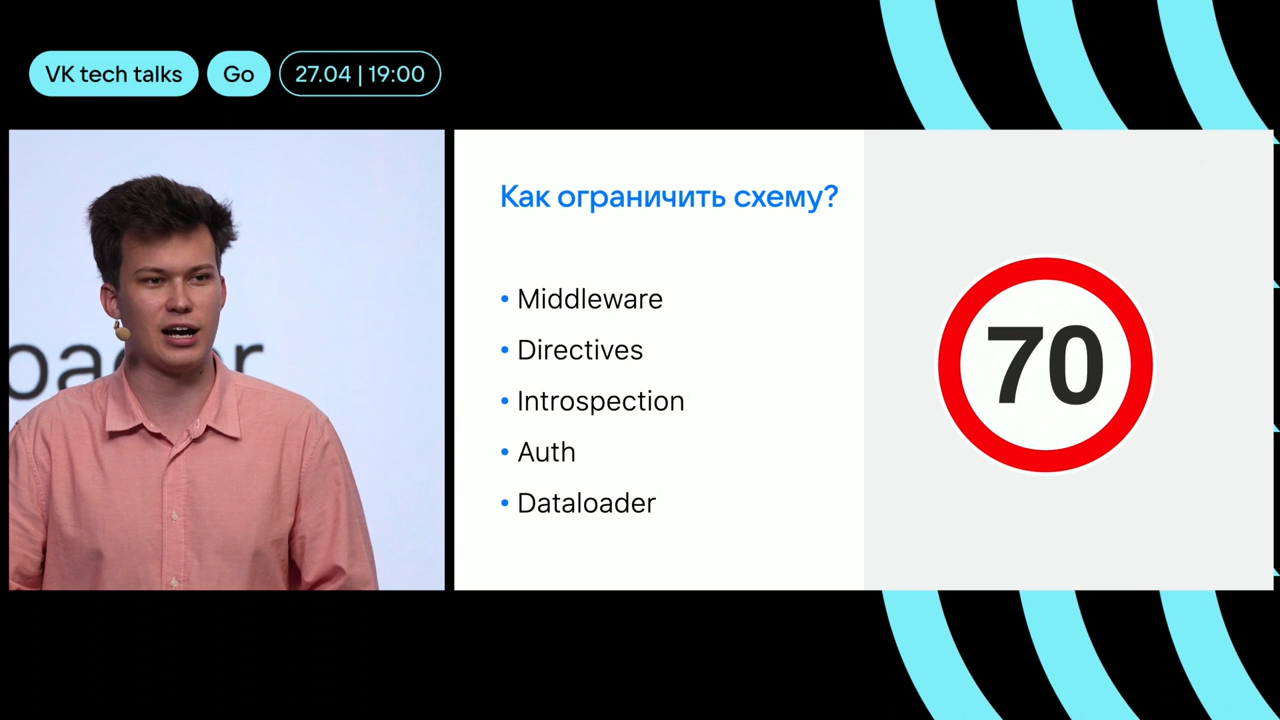 VK tech talks
Go
27.04 | 19:00
Как ограничить схему?
• Middleware
• Directives
• Introspection
• Auth
• Dataloader
70